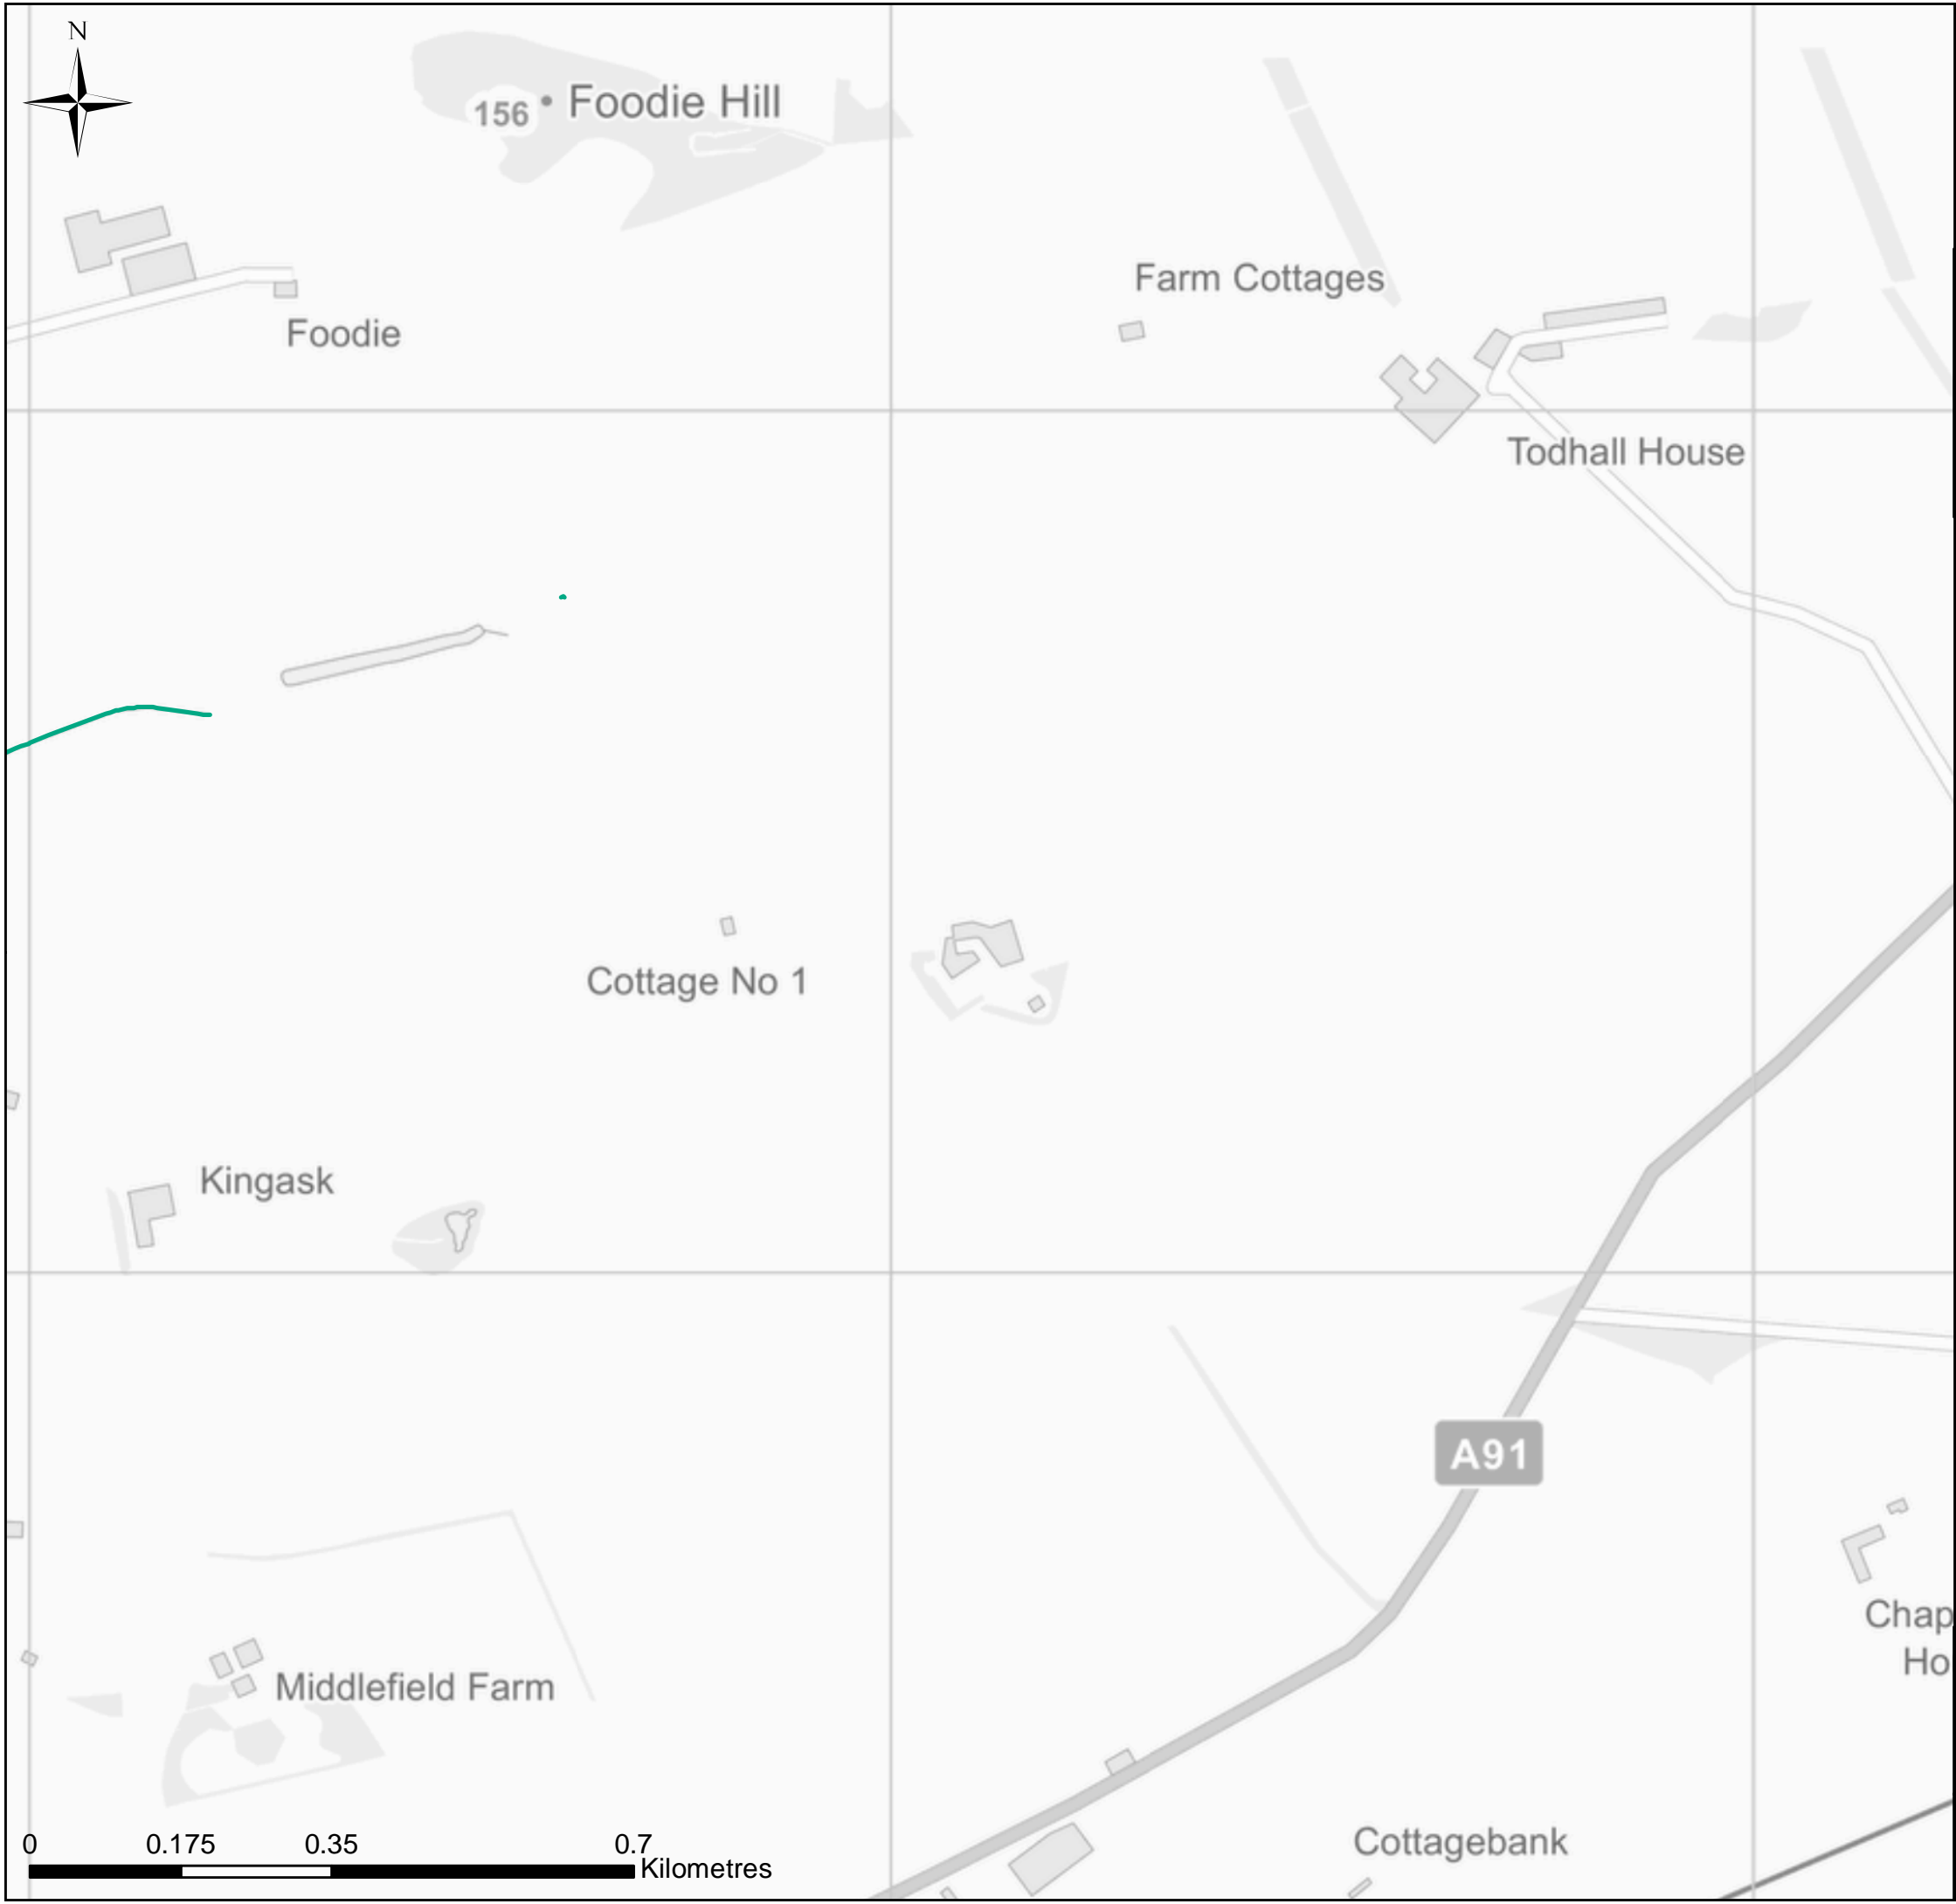 N
156
Foodie Hill
Farm Cottages
Foodie
Todhall House
Cottage No 1
Kingask
A91
Chap
Ho
Middlefield Farm
0 0.175 0.35 0.7
Kilometres
Cottagebank